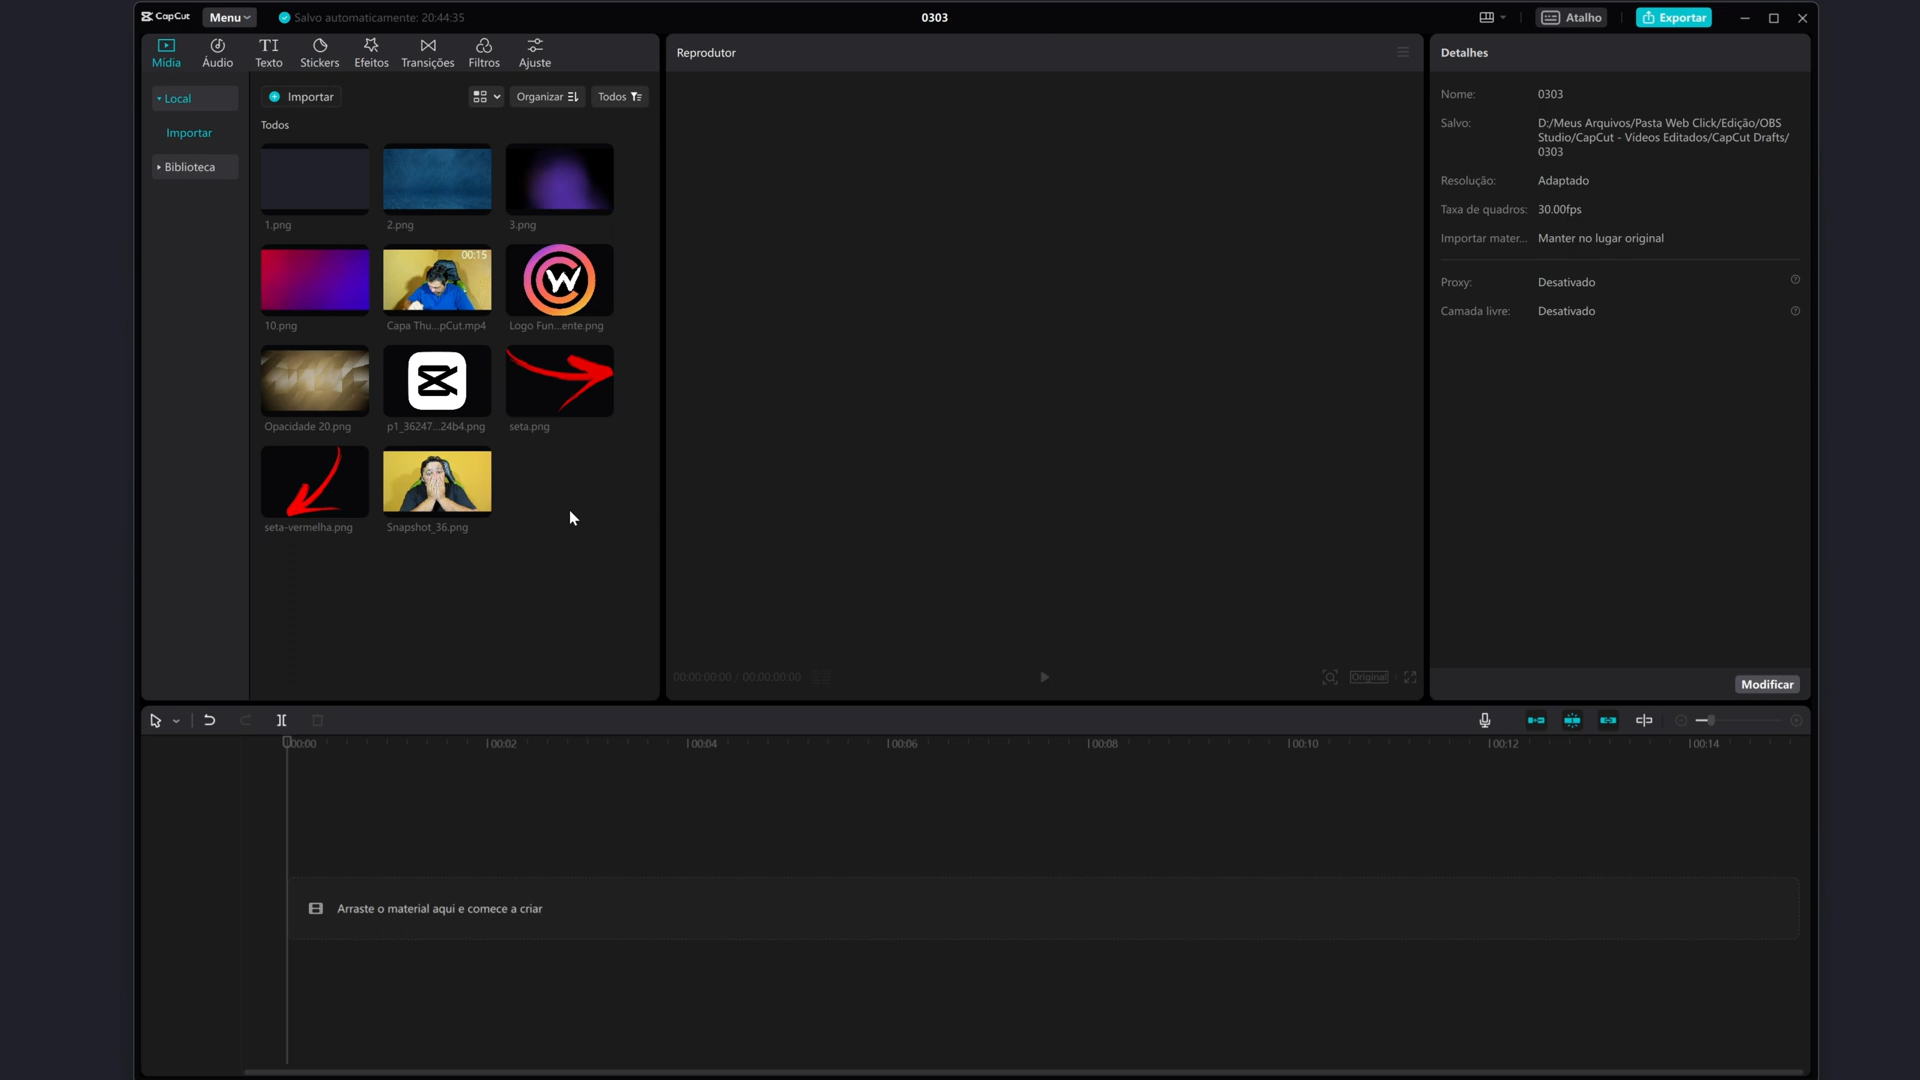 CapCut
Menu
Salvo automaticamente: 20:44:35
0303
Atalho
Exportar
Mídia
Áudio
Texto
Stickers
Efeitos
Transições
Filtros
Ajuste
Local
Importar
Biblioteca
Importar
Organizar
Todos
Todos
1.png
2.png
3.png
00:15
10.png
Capa Thu...pCut.mp4
Logo Fun...ente.png
Opacidade 20.png
p1_36247...24b4.png
seta.png
seta-vermelha.png
Snapshot_36.png
Reprodutor
00:00:00:00 / 00:00:00:00
Original
Detalhes
Nome: 0303
Salvo: D:/Meus Arquivos/Pasta Web Click/Edição/OBS
Studio/CapCut - Vídeos Editados/CapCut Drafts/
0303
Resolução: Adaptado
Taxa de quadros: 30.00fps
Importar mater... Manter no lugar original
Proxy: Desativado
Camada livre: Desativado
Modificar
00:00 00:02 00:04 00:06 00:08 00:10 00:12 00:14
Arraste o material aqui e comece a criar